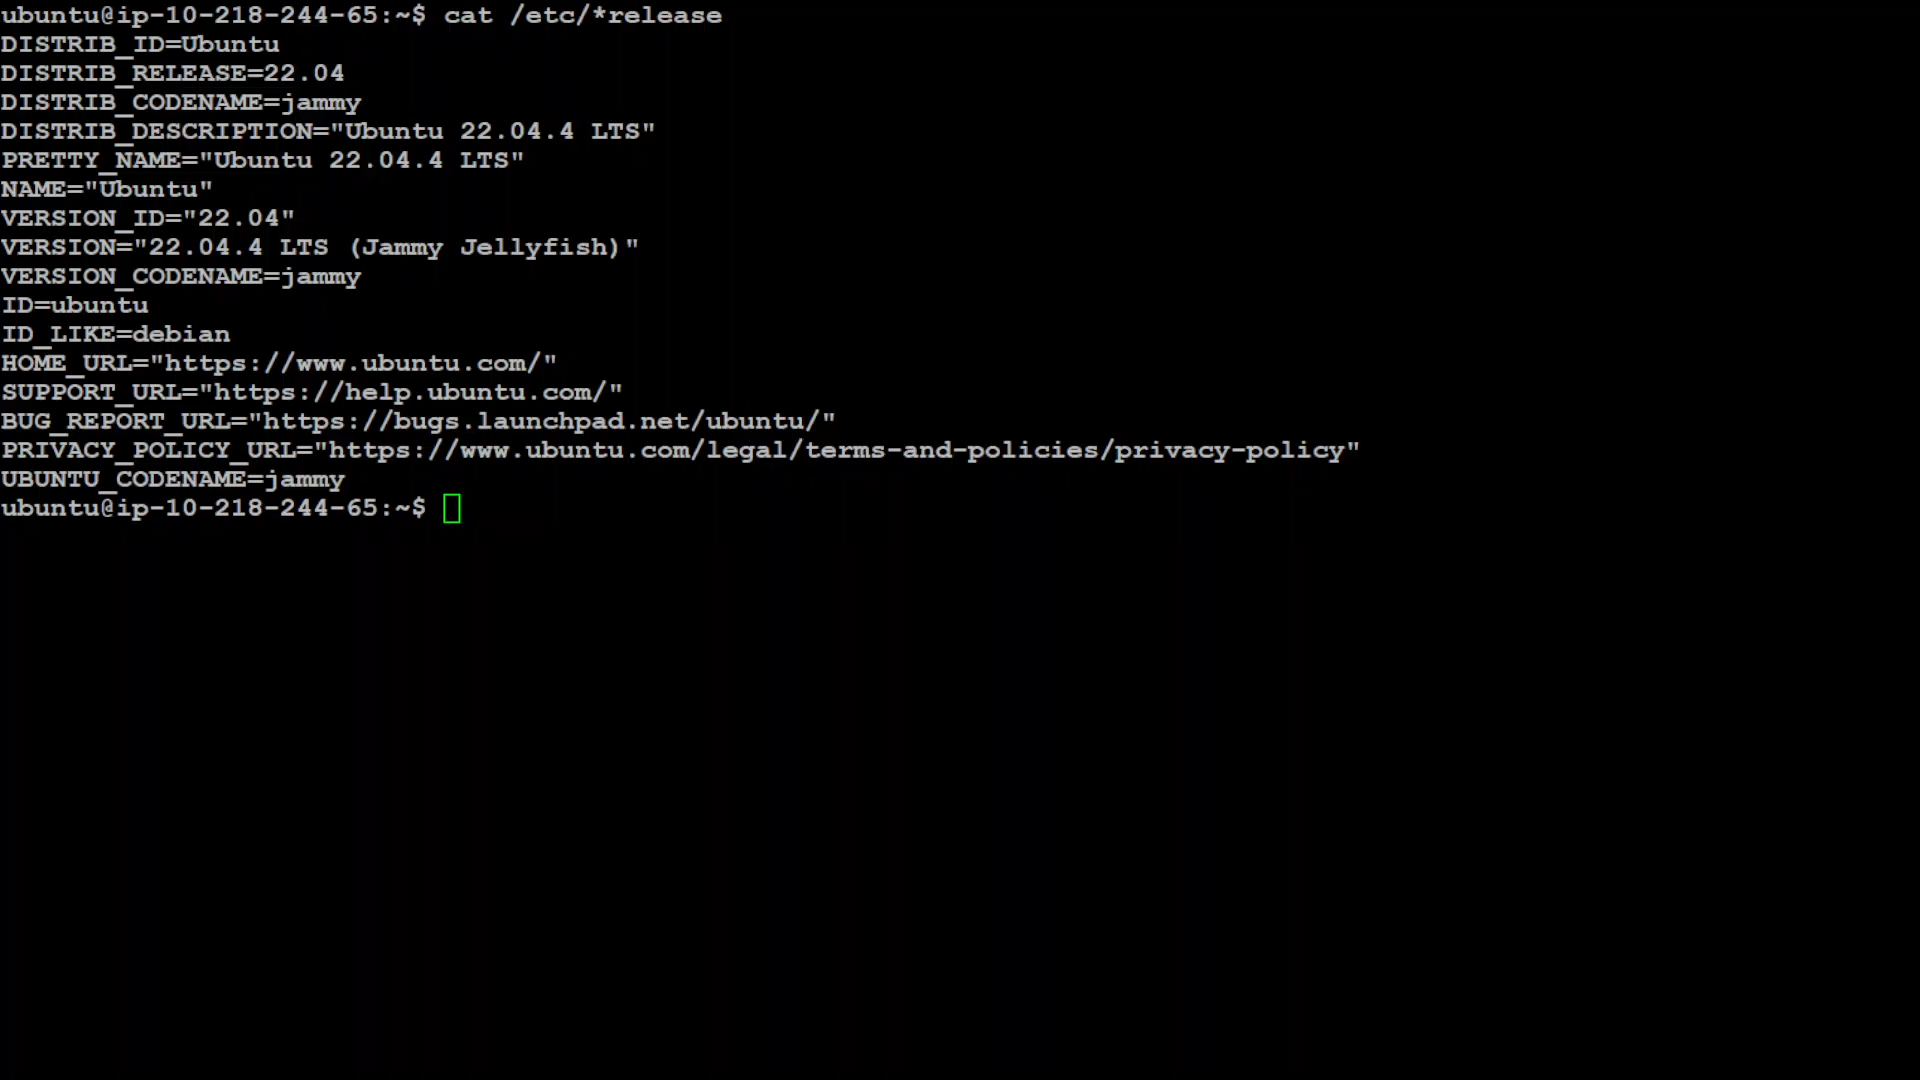 ubuntu@ip-10-218-244-65:~$ cat /etc/*release
DISTRIB_ID=Ubuntu
DISTRIB_RELEASE=22.04
DISTRIB_CODENAME=jammy
DISTRIB_DESCRIPTION="Ubuntu 22.04.4 LTS"
PRETTY_NAME="Ubuntu 22.04.4 LTS"
NAME="Ubuntu"
VERSION_ID="22.04"
VERSION="22.04.4 LTS (Jammy Jellyfish)"
VERSION_CODENAME=jammy
ID=ubuntu
ID_LIKE=debian
HOME_URL="https://www.ubuntu.com/"
SUPPORT_URL="https://help.ubuntu.com/"
BUG_REPORT_URL="https://bugs.launchpad.net/ubuntu/"
PRIVACY_POLICY_URL="https://www.ubuntu.com/legal/terms-and-policies/privacy-policy"
UBUNTU_CODENAME=jammy
ubuntu@ip-10-218-244-65:~$